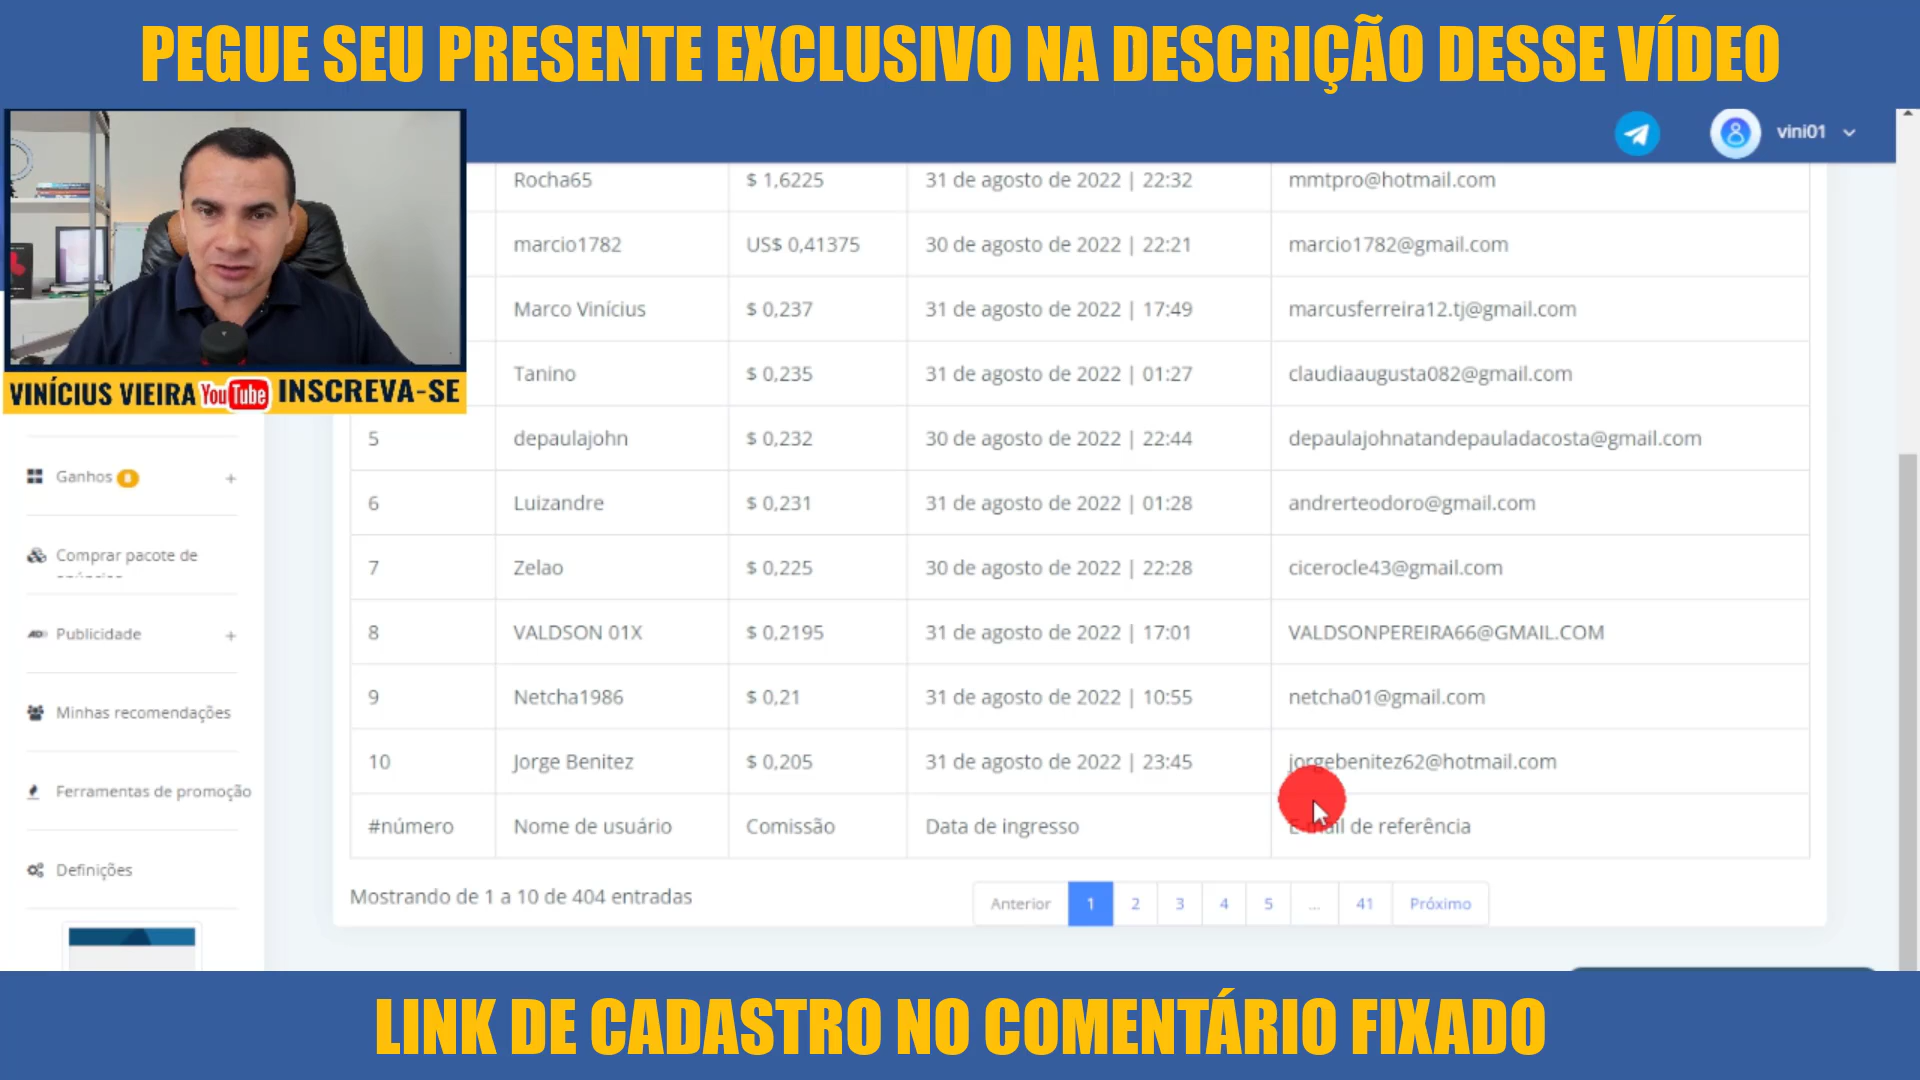 PEGUE SEU PRESENTE EXCLUSIVO NA DESCRIÇÃO DESSE VÍDEO
vini01
Rocha65 $ 1,6225 31 de agosto de 2022 | 22:32 mmtpro@hotmail.com
marcio1782 US$ 0,41375 30 de agosto de 2022 | 22:21 marcio1782@gmail.com
Marco Vinícius $ 0,237 31 de agosto de 2022 | 17:49 marcusferreira12.tj@gmail.com
Tanino $ 0,235 31 de agosto de 2022 | 01:27 claudiaaugusta082@gmail.com
VINÍCIUS VIEIRA YouTube INSCREVA-SE
5 depaulajohn $ 0,232 30 de agosto de 2022 | 22:44 depaulajohnatandepauladacosta@gmail.com
6 Luizandre $ 0,231 31 de agosto de 2022 | 01:28 andrerteodoro@gmail.com
7 Zelao $ 0,225 30 de agosto de 2022 | 22:28 cicerocle43@gmail.com
8 VALDSON 01X $ 0,2195 31 de agosto de 2022 | 17:01 VALDSONPEREIRA66@GMAIL.COM
9 Netcha1986 $ 0,21 31 de agosto de 2022 | 10:55 netcha01@gmail.com
10 Jorge Benitez $ 0,205 31 de agosto de 2022 | 23:45 jorgebenitez62@hotmail.com
#número Nome de usuário Comissão Data de ingresso E-mail de referência
Mostrando de 1 a 10 de 404 entradas
Anterior 1 2 3 4 5 ... 41 Próximo
Ganhos +
Comprar pacote de
Publicidade +
Minhas recomendações
Ferramentas de promoção
Definições
LINK DE CADASTRO NO COMENTÁRIO FIXADO